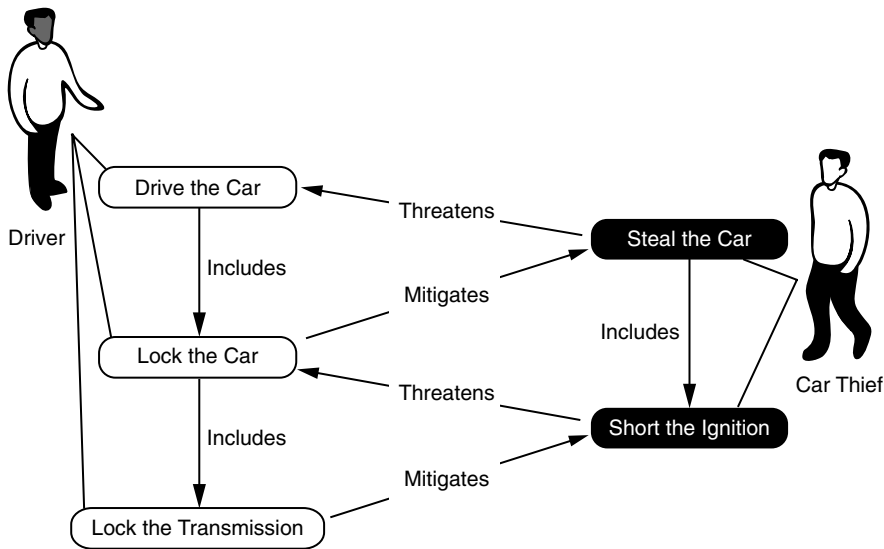 Drive the Car
Threatens
Driver
Steal the Car
Includes
Mitigates
Includes
Lock the Car
Car Thief
Threatens
Short the Ignition
Includes
Mitigates
Lock the Transmission